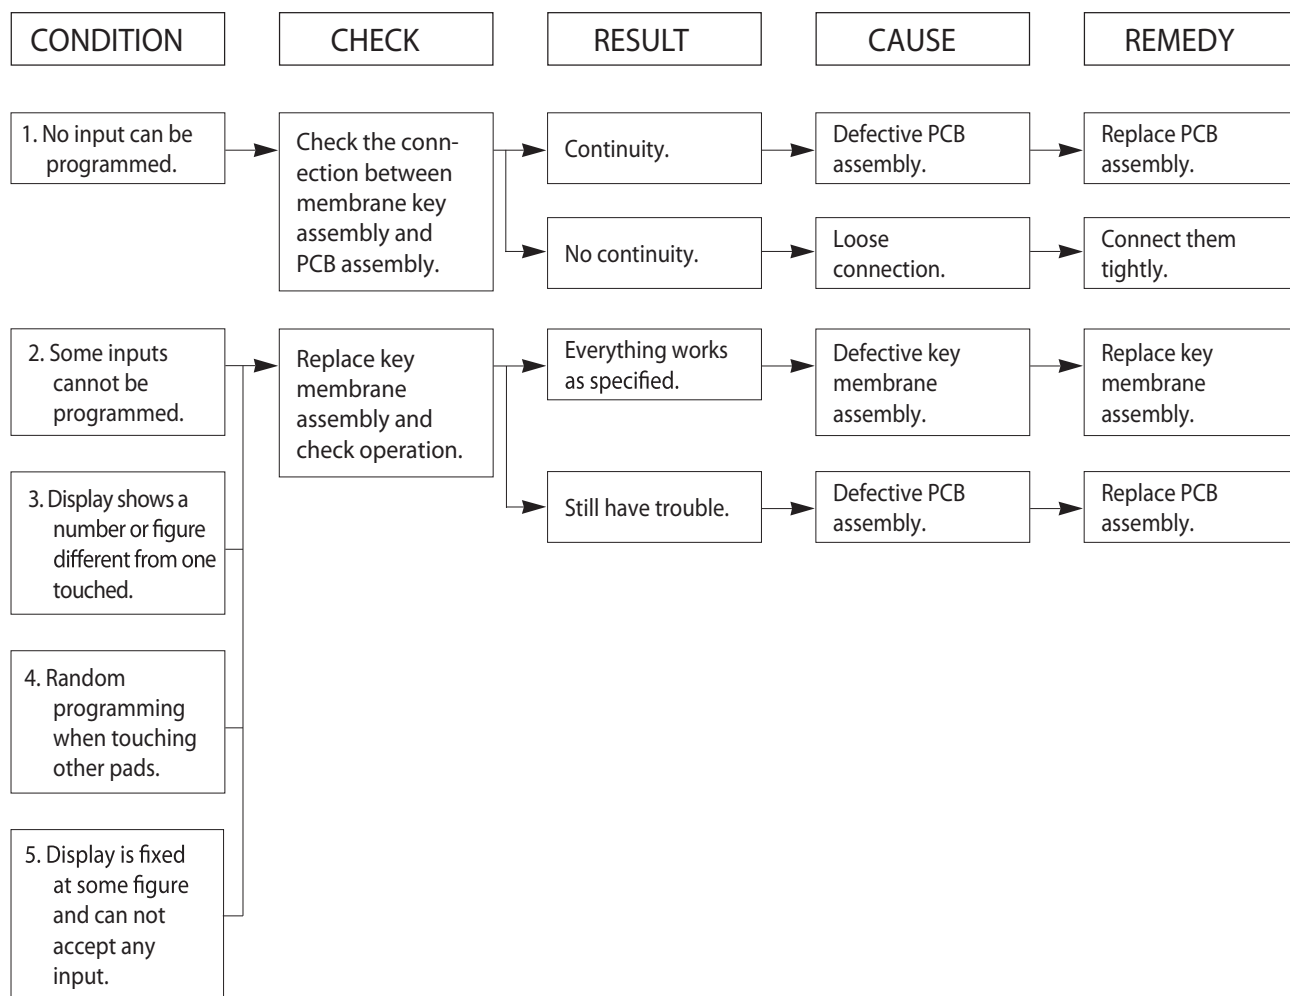 CONDITION
CHECK
RESULT
CAUSE
REMEDY
1. No input can be
programmed.
Check the conn-
ection between
membrane key
assembly and
PCB assembly.
Continuity.
Defective PCB
assembly.
Replace PCB
assembly.
No continuity.
Loose
connection.
Connect them
tightly.
2. Some inputs
cannot be
programmed.
Replace key
membrane
assembly and
check operation.
Everything works
as specified.
Defective key
membrane
assembly.
Replace key
membrane
assembly.
3. Display shows a
number or figure
different from one
touched.
Still have trouble.
Defective PCB
assembly.
Replace PCB
assembly.
4. Random
programming
when touching
other pads.
5. Display is fixed
at some figure
and can not
accept any
input.